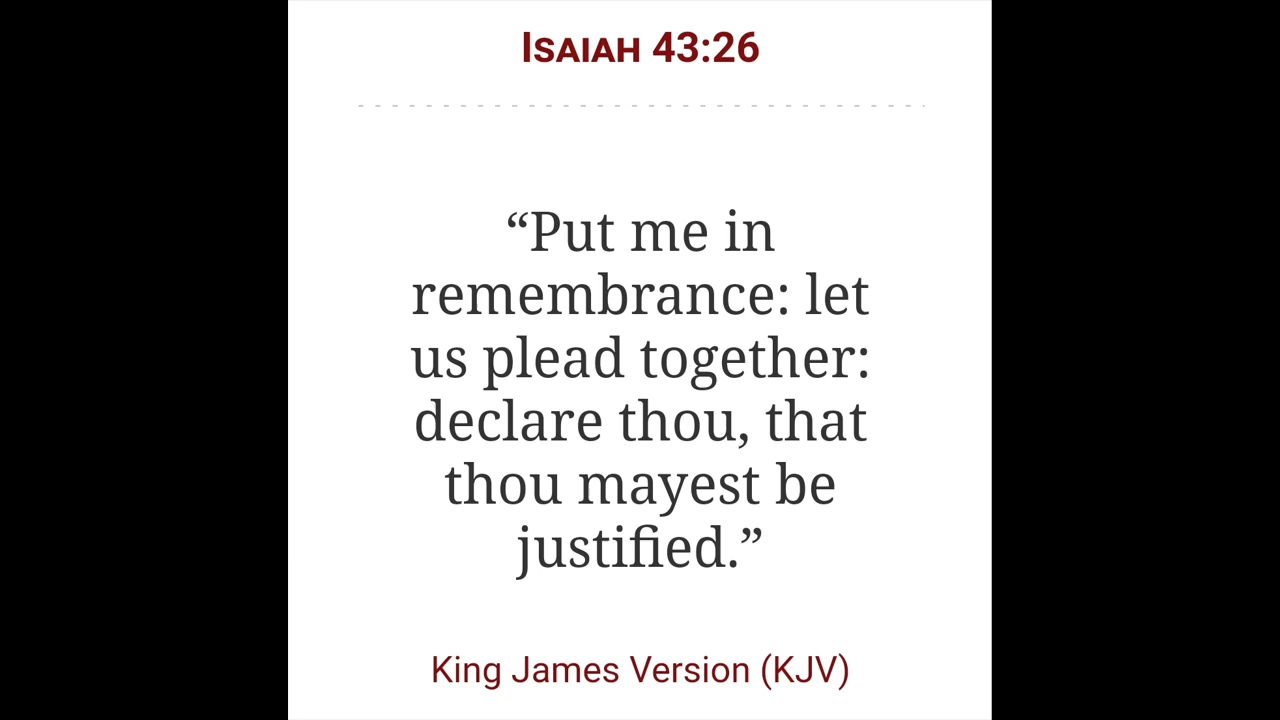 Isaiah 43:26
“Put me in
remembrance: let
us plead together:
declare thou, that
thou mayest be
justified.”
King James Version (KJV)